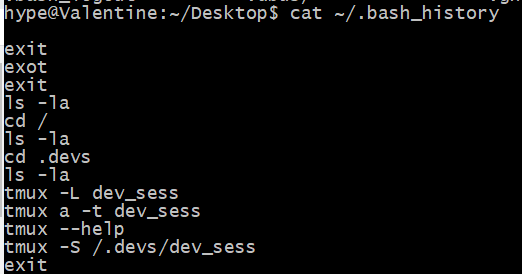 hype@Valentine:~/Desktop$ cat ~/.bash_history
exit
exot
exit
ls -la
cd /
ls -la
cd .devs
ls -la
tmux -L dev_sess
tmux a -t dev_sess
tmux --help
tmux -S /.devs/dev_sess
exit